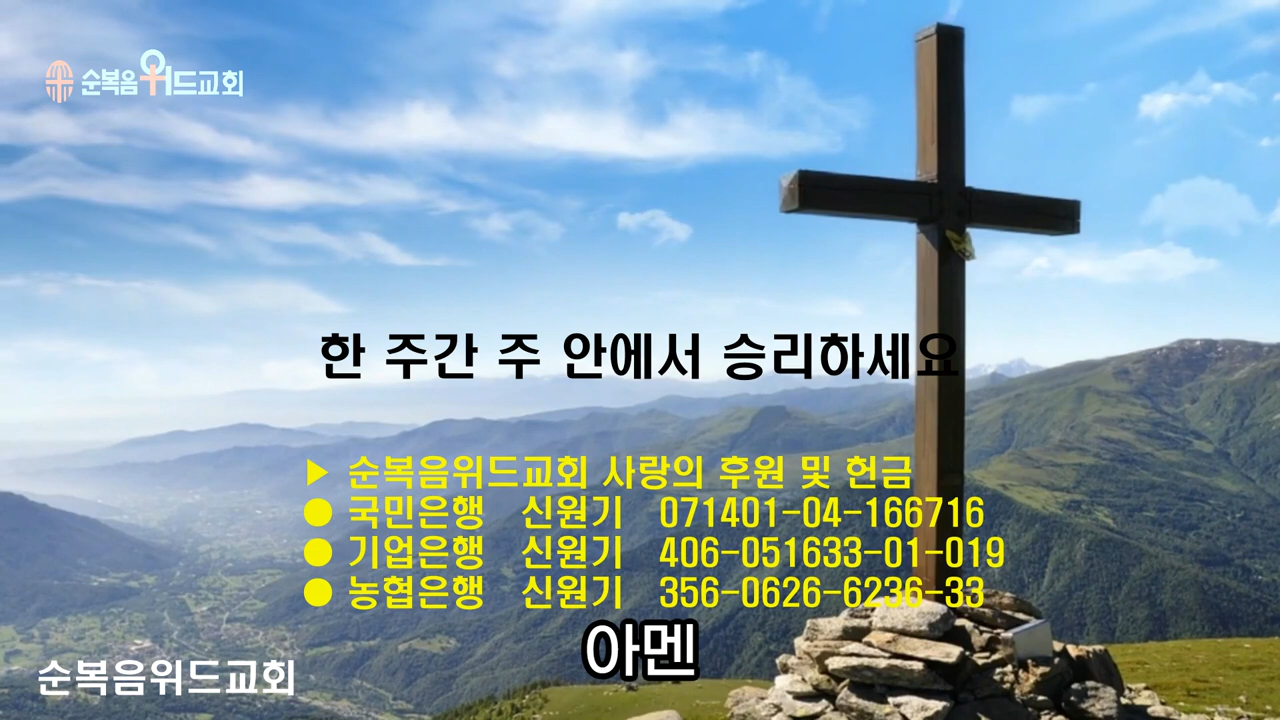 순복음위드교회
한 주간 주 안에서 승리하세요
▶ 순복음위드교회 사랑의 후원 및 헌금
● 국민은행 신원기 071401-04-166716
● 기업은행 신원기 406-051633-01-019
● 농협은행 신원기 356-0626-6236-33
아멘
순복음위드교회